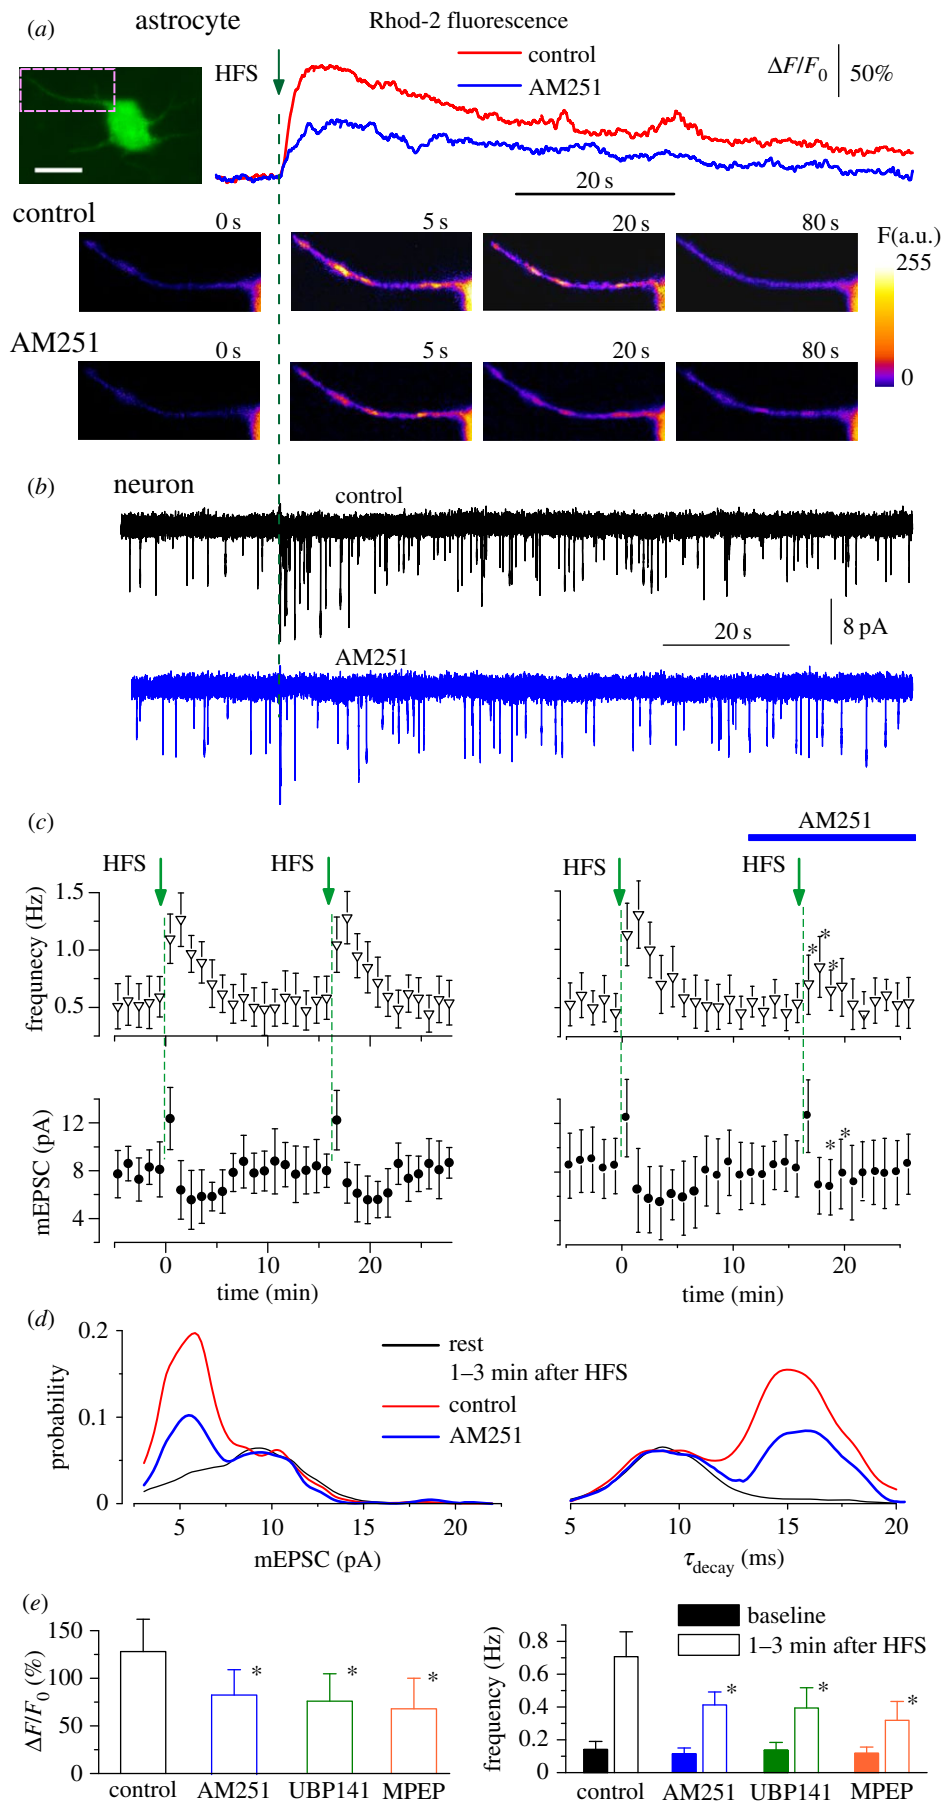 (a)
astrocyte
Rhod-2 fluorescence
control
AM251
HFS
ΔF/F0
50%
20 s
control
0 s
5 s
20 s
80 s
F(a.u.)
255
0
AM251
0 s
5 s
20 s
80 s
(b)
neuron
control
8 pA
20 s
AM251
(c)
AM251
HFS
HFS
HFS
HFS
1.5
1.0
0.5
frequnecy (Hz)
* * *
12
8
4
mEPSC (pA)
* *
0
10
20
time (min)
0
10
20
time (min)
(d)
0.2
0.1
0
probability
rest
1–3 min after HFS
control
AM251
5
10
15
20
mEPSC (pA)
5
10
15
20
τdecay (ms)
(e)
150
100
50
0
ΔF/F0 (%)
* * *
control
AM251
UBP141
MPEP
baseline
1–3 min after HFS
0.8
0.6
0.4
0.2
0
frequency (Hz)
* * *
control
AM251
UBP141
MPEP